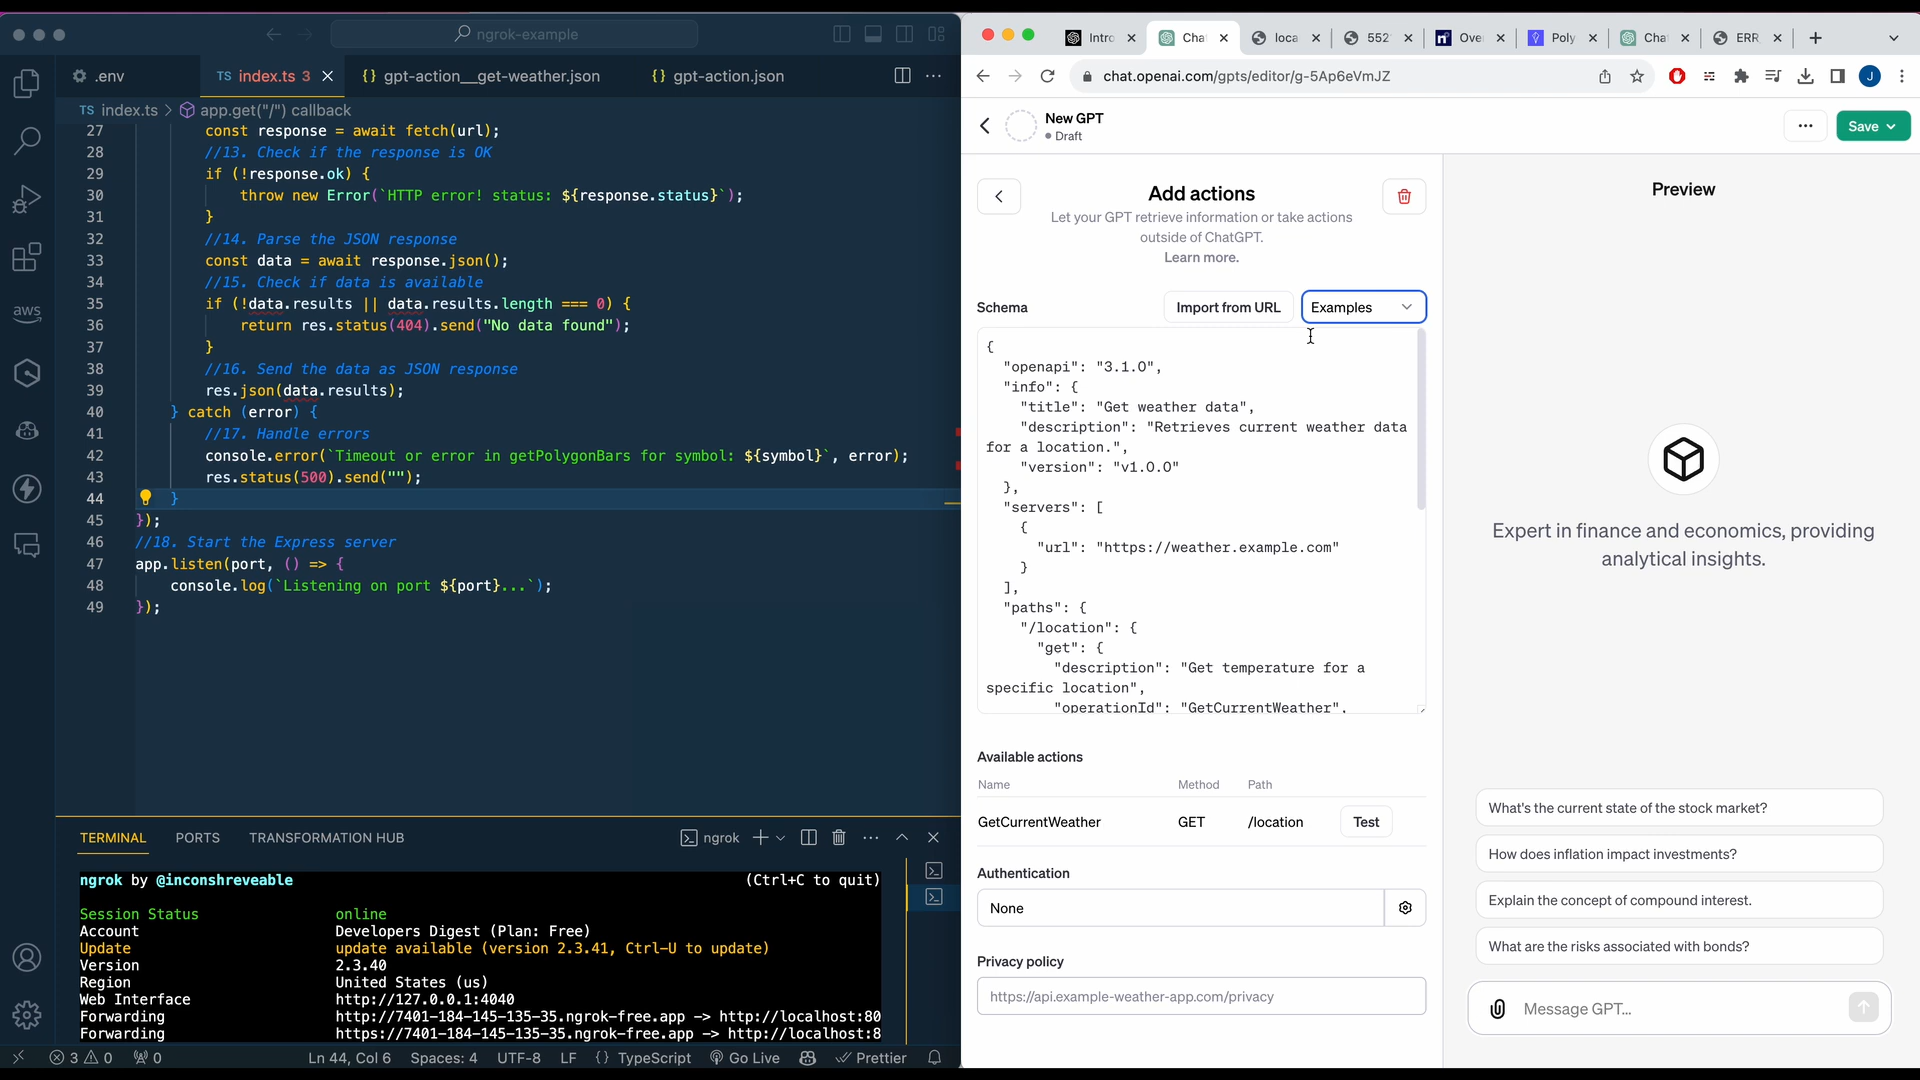 ngrok-example
.env
TS index.ts 3
{} gpt-action__get-weather.json
{} gpt-action.json
TS index.ts > app.get("/") callback
27 const response = await fetch(url);
28 //13. Check if the response is OK
29 if (!response.ok) {
30 throw new Error(`HTTP error! status: ${response.status}`);
31 }
32 //14. Parse the JSON response
33 const data = await response.json();
34 //15. Check if data is available
35 if (!data.results || data.results.length === 0) {
36 return res.status(404).send("No data found");
37 }
38 //16. Send the data as JSON response
39 res.json(data.results);
40 } catch (error) {
41 //17. Handle errors
42 console.error(`Timeout or error in getPolygonBars for symbol: ${symbol}`, error);
43 res.status(500).send("");
44 }
45 });
46 //18. Start the Express server
47 app.listen(port, () => {
48 console.log(`Listening on port ${port}...`);
49 });
aws
TERMINAL PORTS TRANSFORMATION HUB
ngrok
ngrok by @inconshreveable (Ctrl+C to quit)
Session Status online
Account Developers Digest (Plan: Free)
Update update available (version 2.3.41, Ctrl-U to update)
Version 2.3.40
Region United States (us)
Web Interface http://127.0.0.1:4040
Forwarding http://7401-184-145-135-35.ngrok-free.app -> http://localhost:80
Forwarding https://7401-184-145-135-35.ngrok-free.app -> http://localhost:8
3 0 0 Ln 44, Col 6 Spaces: 4 UTF-8 LF {} TypeScript Go Live Prettier
Intro Cha loca 552 Ove Poly Cha ERR
chat.openai.com/gpts/editor/g-5Ap6eVmJZ
J
New GPT
Draft
Save
Add actions
Let your GPT retrieve information or take actions
outside of ChatGPT.
Learn more.
Schema
Import from URL
Examples
{
"openapi": "3.1.0",
"info": {
"title": "Get weather data",
"description": "Retrieves current weather data
for a location.",
"version": "v1.0.0"
},
"servers": [
{
"url": "https://weather.example.com"
}
],
"paths": {
"/location": {
"get": {
"description": "Get temperature for a
specific location",
"operationId": "GetCurrentWeather",
Available actions
Name Method Path
GetCurrentWeather GET /location Test
Authentication
None
Privacy policy
https://api.example-weather-app.com/privacy
Preview
Expert in finance and economics, providing
analytical insights.
What's the current state of the stock market?
How does inflation impact investments?
Explain the concept of compound interest.
What are the risks associated with bonds?
Message GPT...